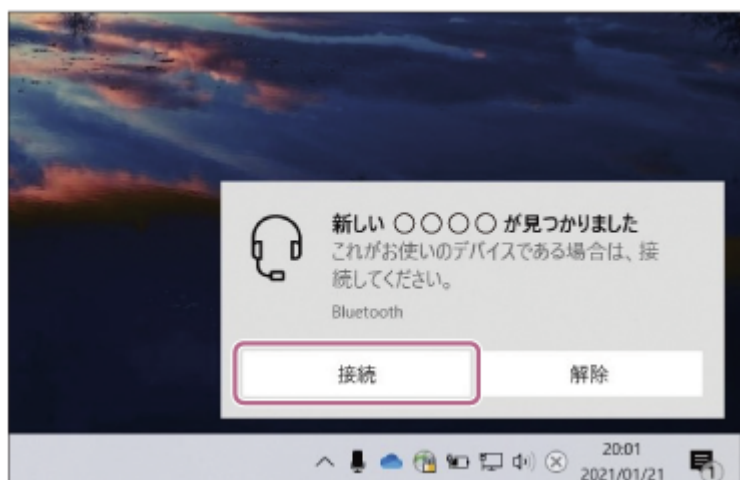 新しい 〇〇〇〇 が見つかりました
これがお使いのデバイスである場合は、接
続してください。
Bluetooth
接続
解除
20:01
2021/01/21
1